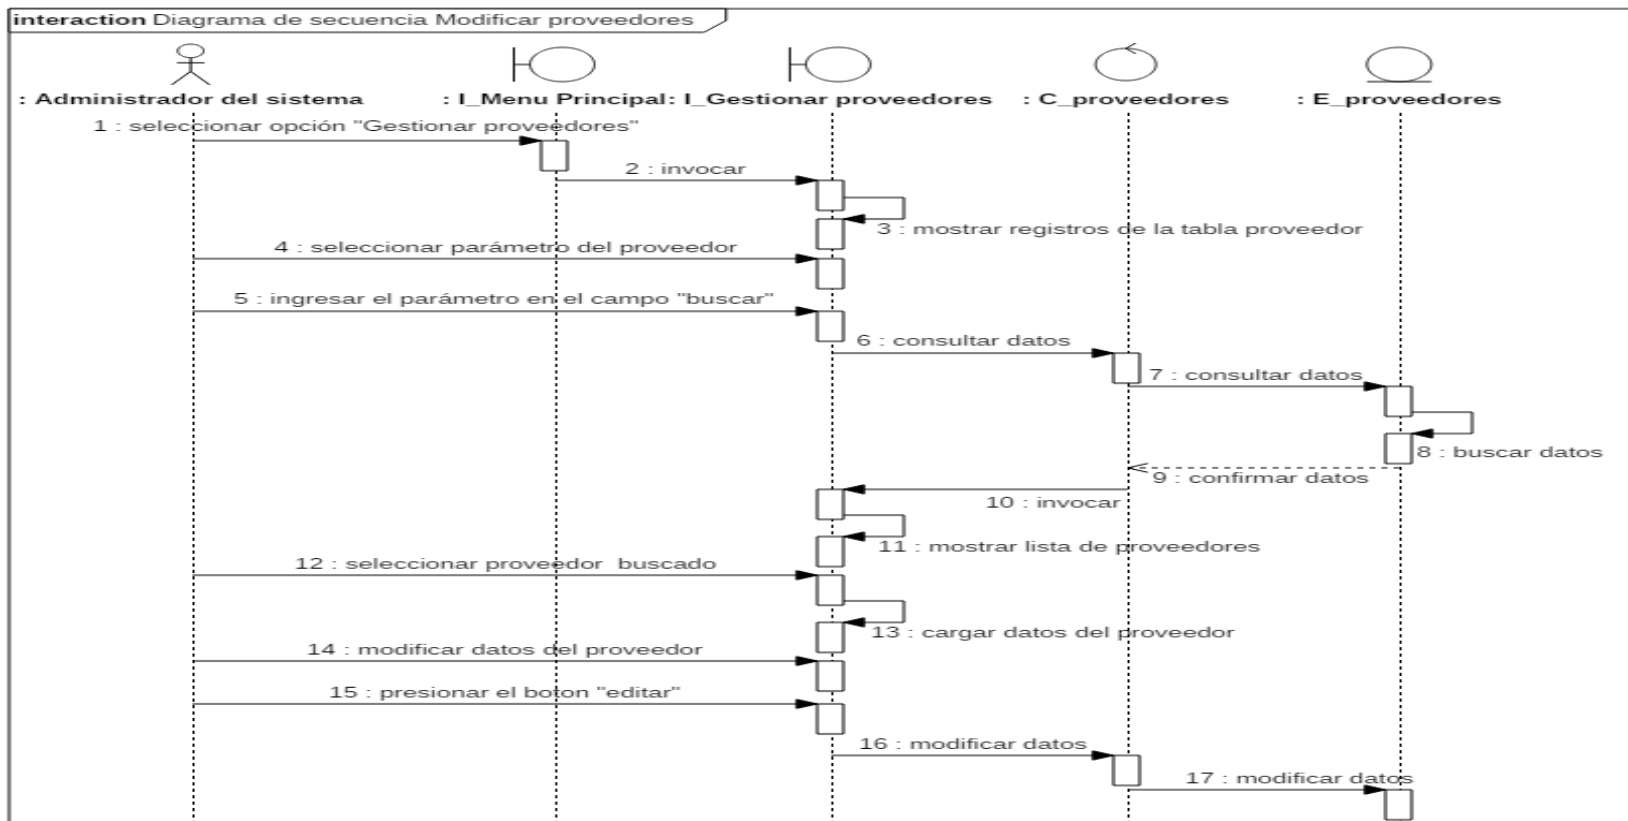 interaction Diagrama de secuencia Modificar proveedores
: Administrador del sistema
: I_Menu Principal
: I_Gestionar proveedores
: C_proveedores
: E_proveedores
1 : seleccionar opción "Gestionar proveedores"
2 : invocar
3 : mostrar registros de la tabla proveedor
4 : seleccionar parámetro del proveedor
5 : ingresar el parámetro en el campo "buscar"
6 : consultar datos
7 : consultar datos
8 : buscar datos
9 : confirmar datos
10 : invocar
11 : mostrar lista de proveedores
12 : seleccionar proveedor buscado
13 : cargar datos del proveedor
14 : modificar datos del proveedor
15 : presionar el boton "editar"
16 : modificar datos
17 : modificar datos